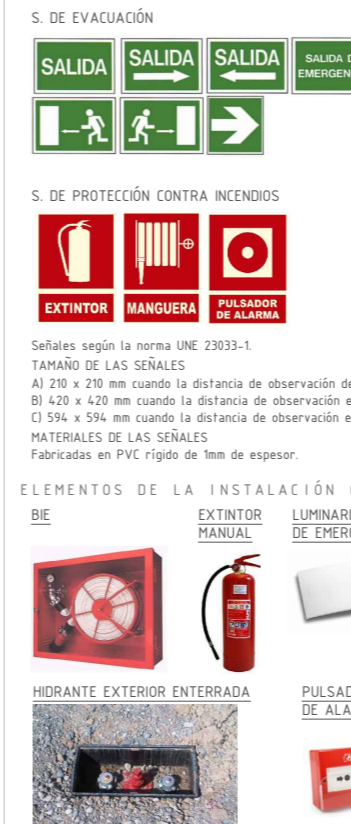 S. DE EVACUACIÓN
SALIDA
SALIDA
SALIDA
SALIDA
S. DE PROTECCIÓN CONTRA INCENDIOS
EXTINTOR
MANGUERA
PULSADOR
DE ALARMA
Señales según la norma UNE 23033-1.
TAMAÑO DE LAS SEÑALES
A) 210 x 210 mm cuando la distancia de observación de
B) 420 x 420 mm cuando la distancia de observación e
C) 594 x 594 mm cuando la distancia de observación e
MATERIALES DE LAS SEÑALES
Fabricadas en PVC rígido de 1mm de espesor.
ELEMENTOS DE LA INSTALACIÓN
BIE
EXTINTOR
MANUAL
LUMINARI
DE EMER
HIDRANTE EXTERIOR ENTERRADA
PULSAD
DE ALA